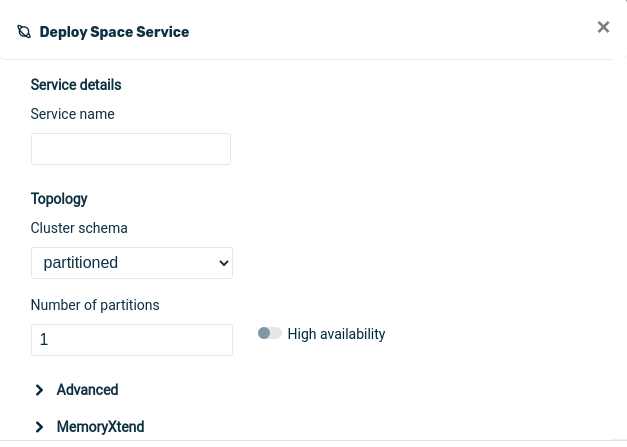 Deploy Space Service
Service details
Service name
Topology
Cluster schema
partitioned
Number of partitions
1
High availability
Advanced
MemoryXtend